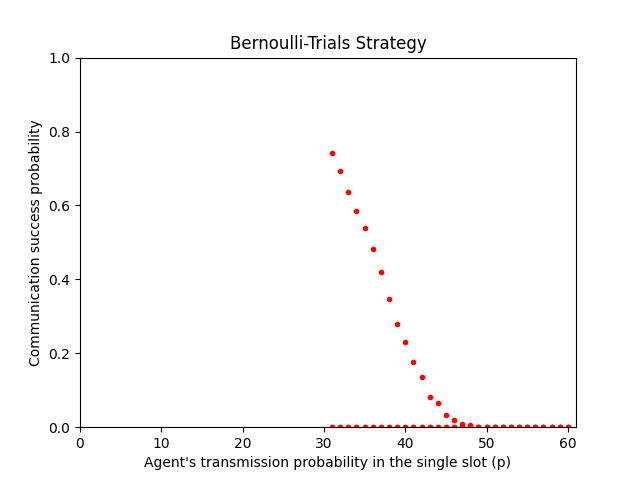 Bernoulli-Trials Strategy
Communication success probability
1.0
0.8
0.6
0.4
0.2
0.0
0 10 20 30 40 50 60
Agent's transmission probability in the single slot (p)